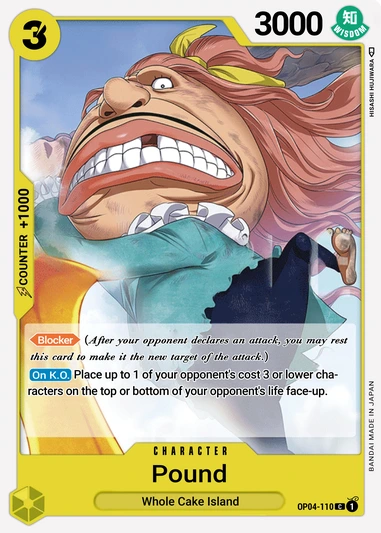 3
3000
知
WISDOM
HISASHI HUJIWARA
COUNTER +1000
Blocker (After your opponent declares an attack, you may rest
this card to make it the new target of the attack.)
On K.O. Place up to 1 of your opponent's cost 3 or lower cha-
racters on the top or bottom of your opponent's life face-up.
BANDAI MADE IN JAPAN
CHARACTER
Pound
Whole Cake Island
OP04-110 C 1